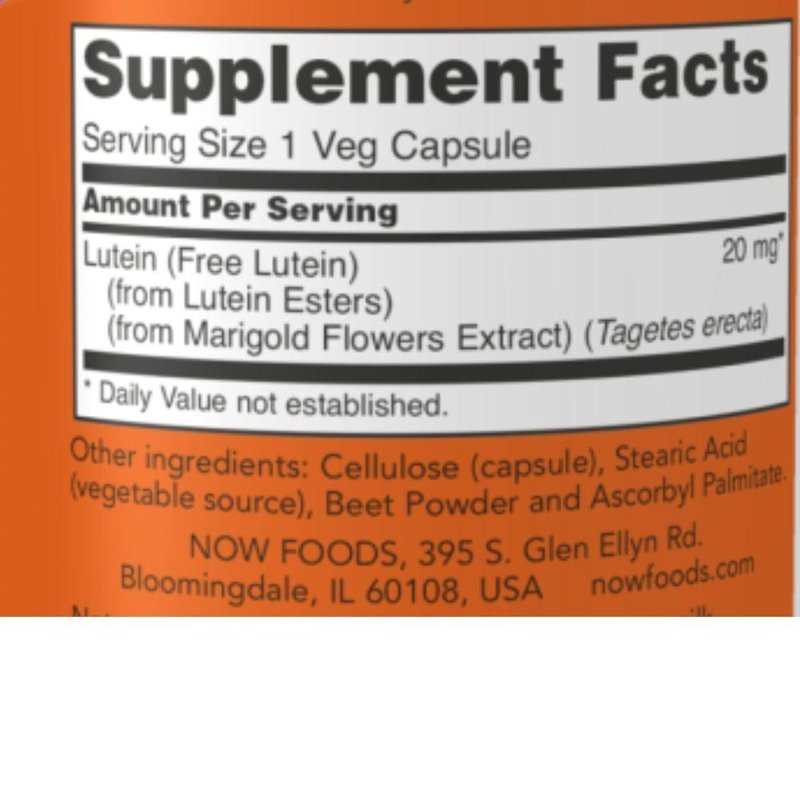 Supplement Facts
Serving Size 1 Veg Capsule
Amount Per Serving
Lutein (Free Lutein) 20 mg*
(from Lutein Esters)
(from Marigold Flowers Extract) (Tagetes erecta)
* Daily Value not established.
Other ingredients: Cellulose (capsule), Stearic Acid
(vegetable source), Beet Powder and Ascorbyl Palmitate.
NOW FOODS, 395 S. Glen Ellyn Rd.
Bloomingdale, IL 60108, USA nowfoods.com